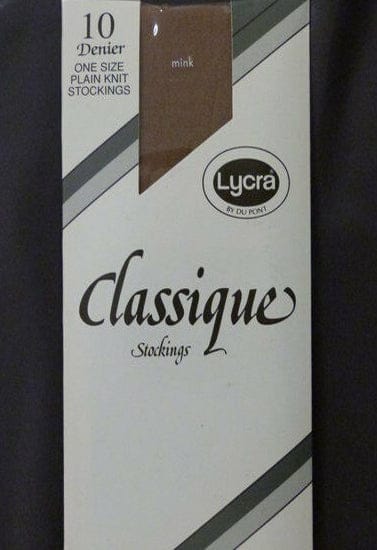 10
Denier
ONE SIZE
PLAIN KNIT
STOCKINGS
mink
Lycra
BY DU PONT
Classique
Stockings